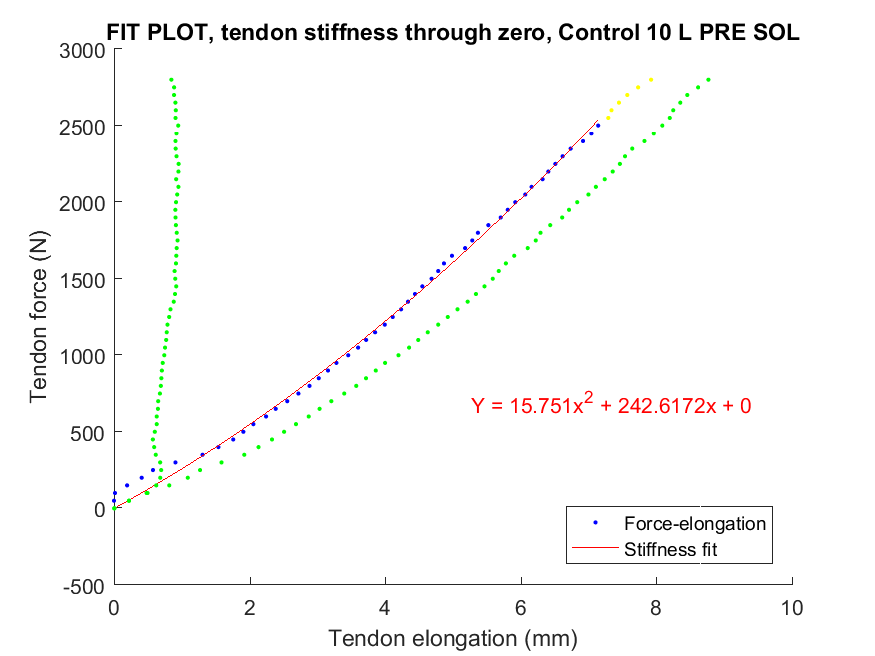 FIT PLOT, tendon stiffness through zero, Control 10 L PRE SOL
3000
2500
2000
1500
1000
500
0
-500
Tendon force (N)
Y = 15.751x² + 242.6172x + 0
Force-elongation
Stiffness fit
0 2 4 6 8 10
Tendon elongation (mm)